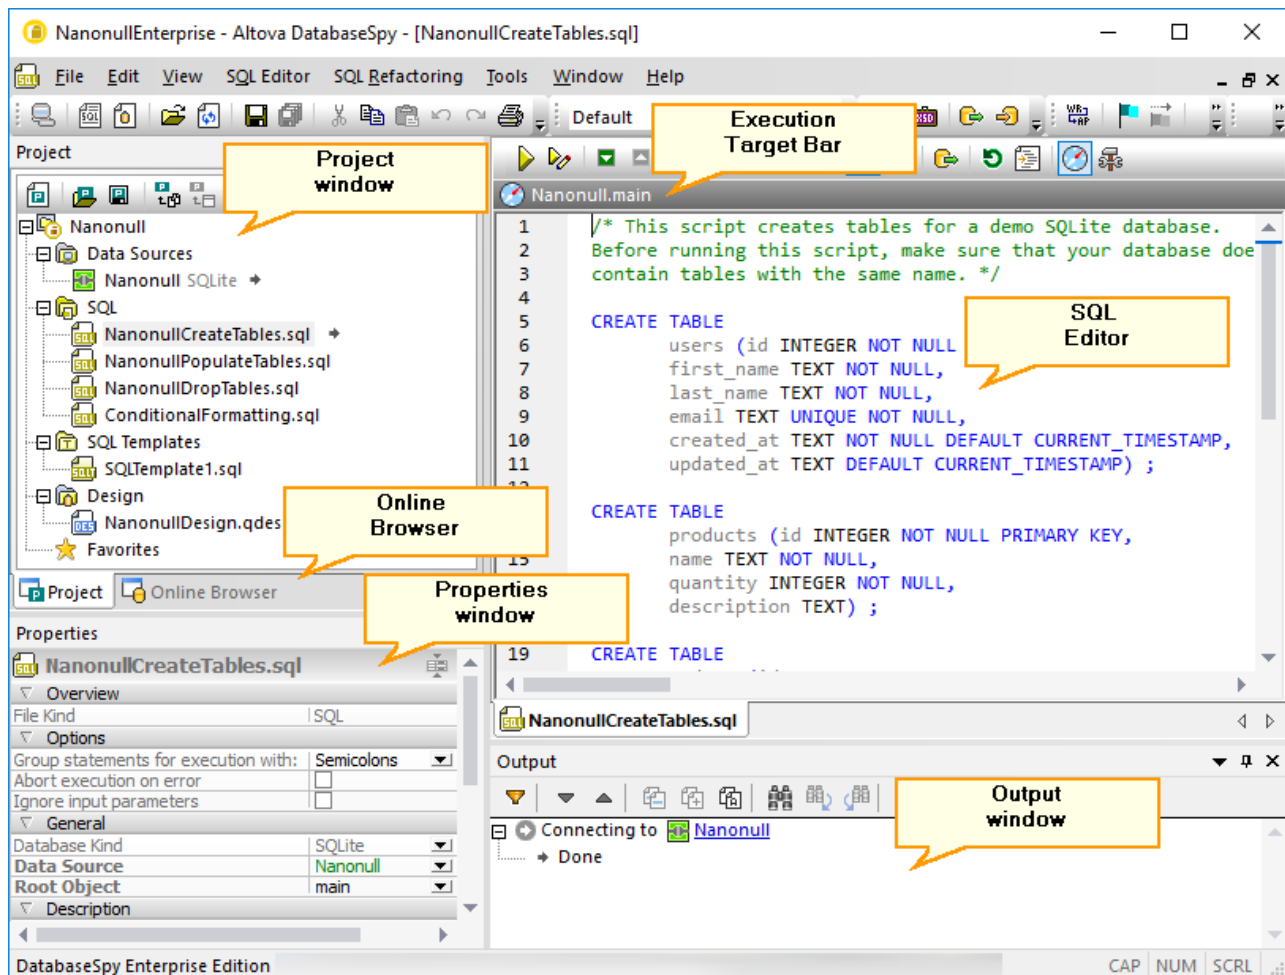 NanonullEnterprise - Altova DatabaseSpy - [NanonullCreateTables.sql]
File Edit View SQL Editor SQL Refactoring Tools Window Help
Default
Execution
Target Bar
Project
Project
window
Nanonull
Data Sources
Nanonull SQLite
SQL
NanonullCreateTables.sql
NanonullPopulateTables.sql
NanonullDropTables.sql
ConditionalFormatting.sql
SQL Templates
SQLTemplate1.sql
Design
NanonullDesign.qdes
Favorites
Online
Browser
Project Online Browser
Properties
window
Properties
NanonullCreateTables.sql
Overview
File Kind SQL
Options
Group statements for execution with: Semicolons
Abort execution on error
Ignore input parameters
General
Database Kind SQLite
Data Source Nanonull
Root Object main
Description
Nanonull.main
1 /* This script creates tables for a demo SQLite database.
2 Before running this script, make sure that your database doe
3 contain tables with the same name. */
4
5 CREATE TABLE
6 users (id INTEGER NOT NULL
7 first_name TEXT NOT NULL,
8 last_name TEXT NOT NULL,
9 email TEXT UNIQUE NOT NULL,
10 created_at TEXT NOT NULL DEFAULT CURRENT_TIMESTAMP,
11 updated_at TEXT DEFAULT CURRENT_TIMESTAMP) ;
CREATE TABLE
products (id INTEGER NOT NULL PRIMARY KEY,
15 name TEXT NOT NULL,
quantity INTEGER NOT NULL,
description TEXT) ;
19 CREATE TABLE
SQL
Editor
NanonullCreateTables.sql
Output
Output
window
Connecting to Nanonull
Done
DatabaseSpy Enterprise Edition CAP NUM SCRL